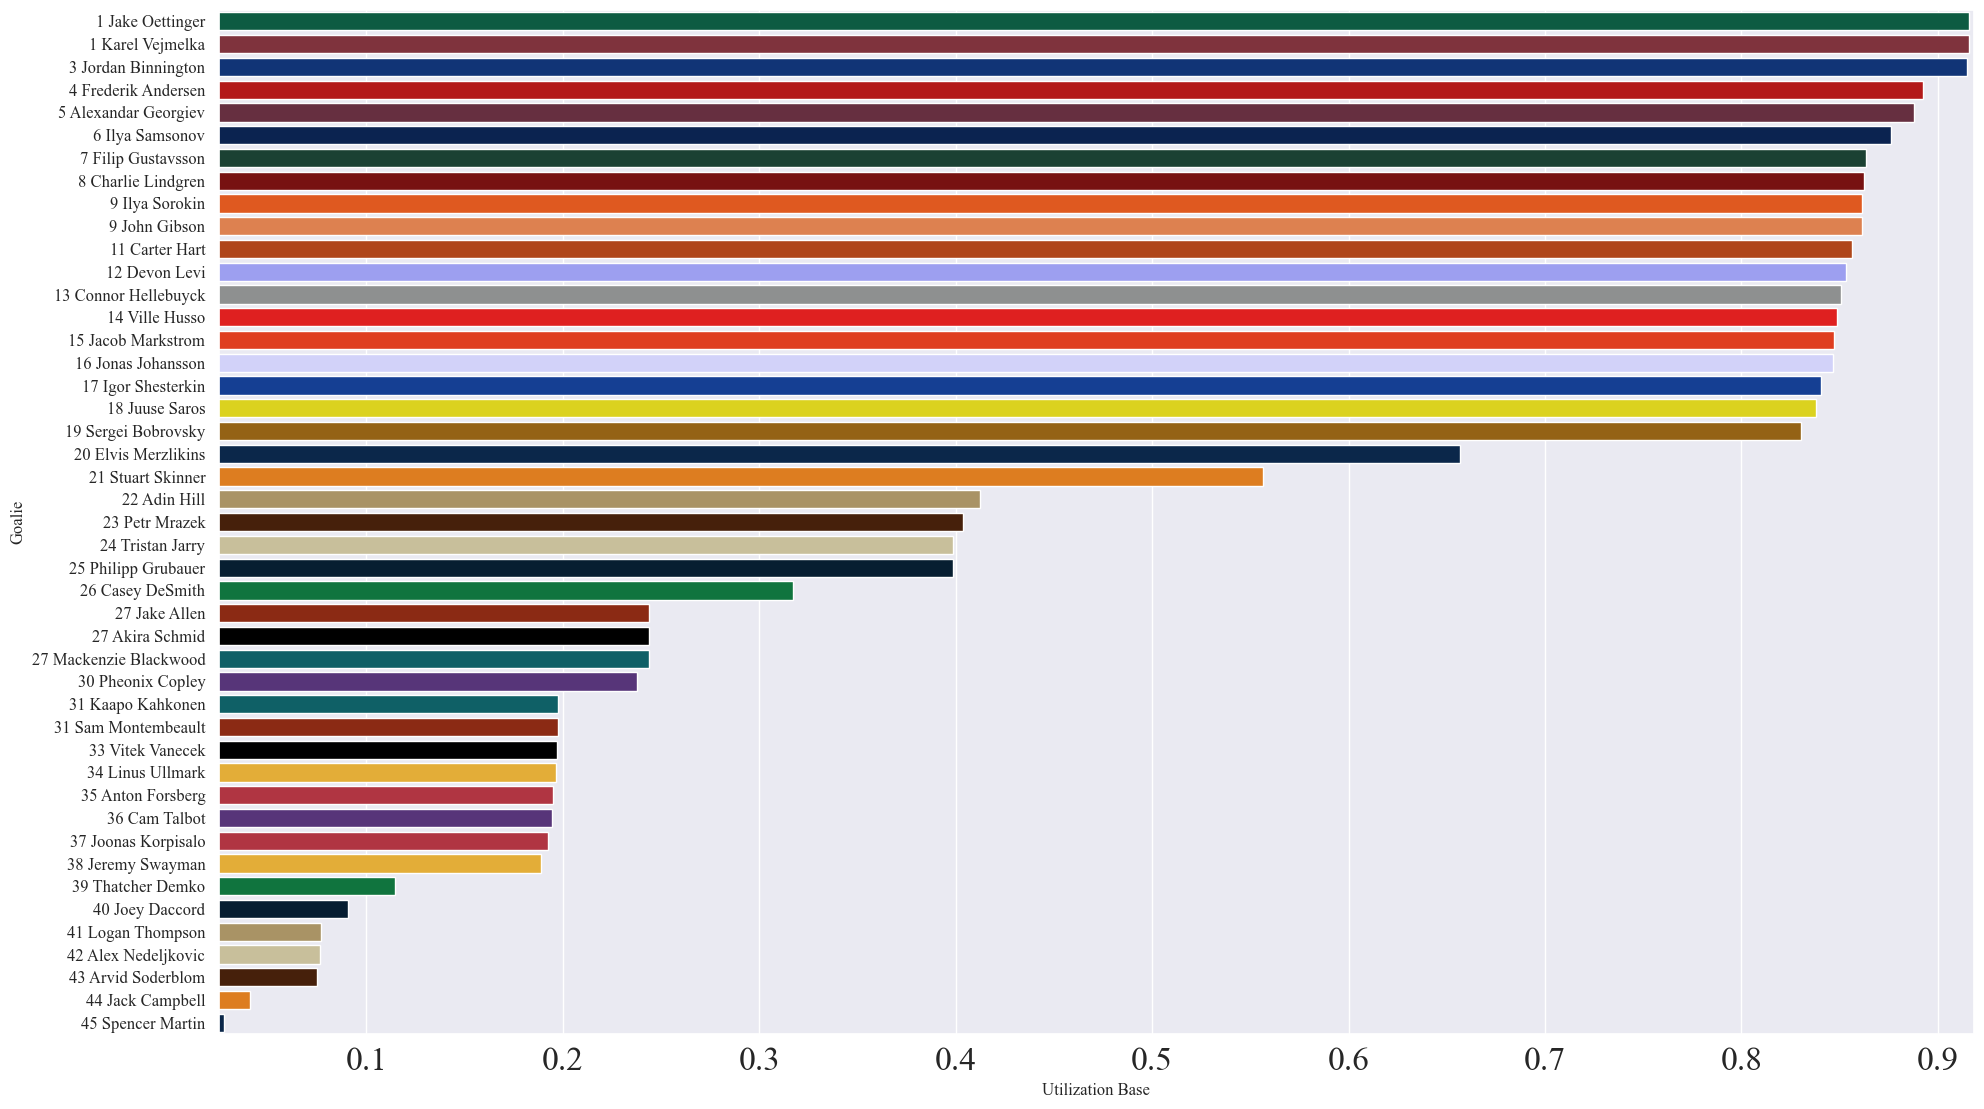 1 Jake Oettinger
1 Karel Vejmelka
3 Jordan Binnington
4 Frederik Andersen
5 Alexandar Georgiev
6 Ilya Samsonov
7 Filip Gustavsson
8 Charlie Lindgren
9 Ilya Sorokin
9 John Gibson
11 Carter Hart
12 Devon Levi
13 Connor Hellebuyck
14 Ville Husso
15 Jacob Markstrom
16 Jonas Johansson
17 Igor Shesterkin
18 Juuse Saros
19 Sergei Bobrovsky
20 Elvis Merzlikins
21 Stuart Skinner
22 Adin Hill
23 Petr Mrazek
24 Tristan Jarry
25 Philipp Grubauer
26 Casey DeSmith
27 Jake Allen
27 Akira Schmid
27 Mackenzie Blackwood
30 Pheonix Copley
31 Kaapo Kahkonen
31 Sam Montembeault
33 Vitek Vanecek
34 Linus Ullmark
35 Anton Forsberg
36 Cam Talbot
37 Joonas Korpisalo
38 Jeremy Swayman
39 Thatcher Demko
40 Joey Daccord
41 Logan Thompson
42 Alex Nedeljkovic
43 Arvid Soderblom
44 Jack Campbell
45 Spencer Martin
Goalie
0.1 0.2 0.3 0.4 0.5 0.6 0.7 0.8 0.9
Utilization Base